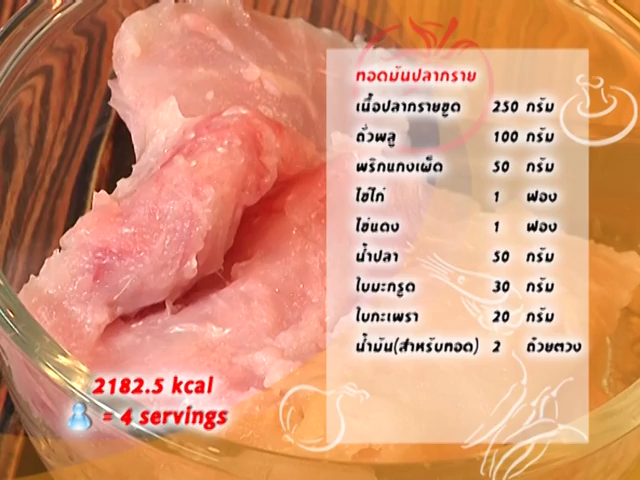 ทอดมันปลากราย
เนื้อปลากรายขูด 250 กรัม
ถั่วพลู 100 กรัม
พริกแกงเผ็ด 50 กรัม
ไข่ไก่ 1 ฟอง
ไข่แดง 1 ฟอง
น้ำปลา 50 กรัม
ใบมะกรูด 30 กรัม
ใบกะเพรา 20 กรัม
น้ำมัน(สำหรับทอด) 2 ถ้วยตวง
2182.5 kcal
= 4 servings